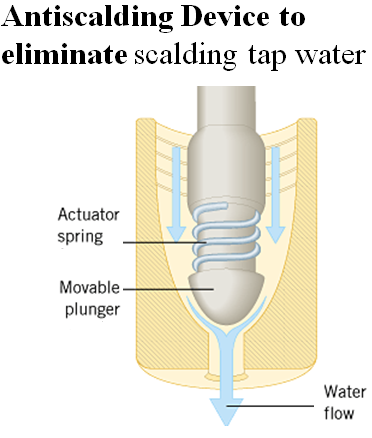 Antiscalding Device to
eliminate scalding tap water
Actuator
spring
Movable
plunger
Water
flow